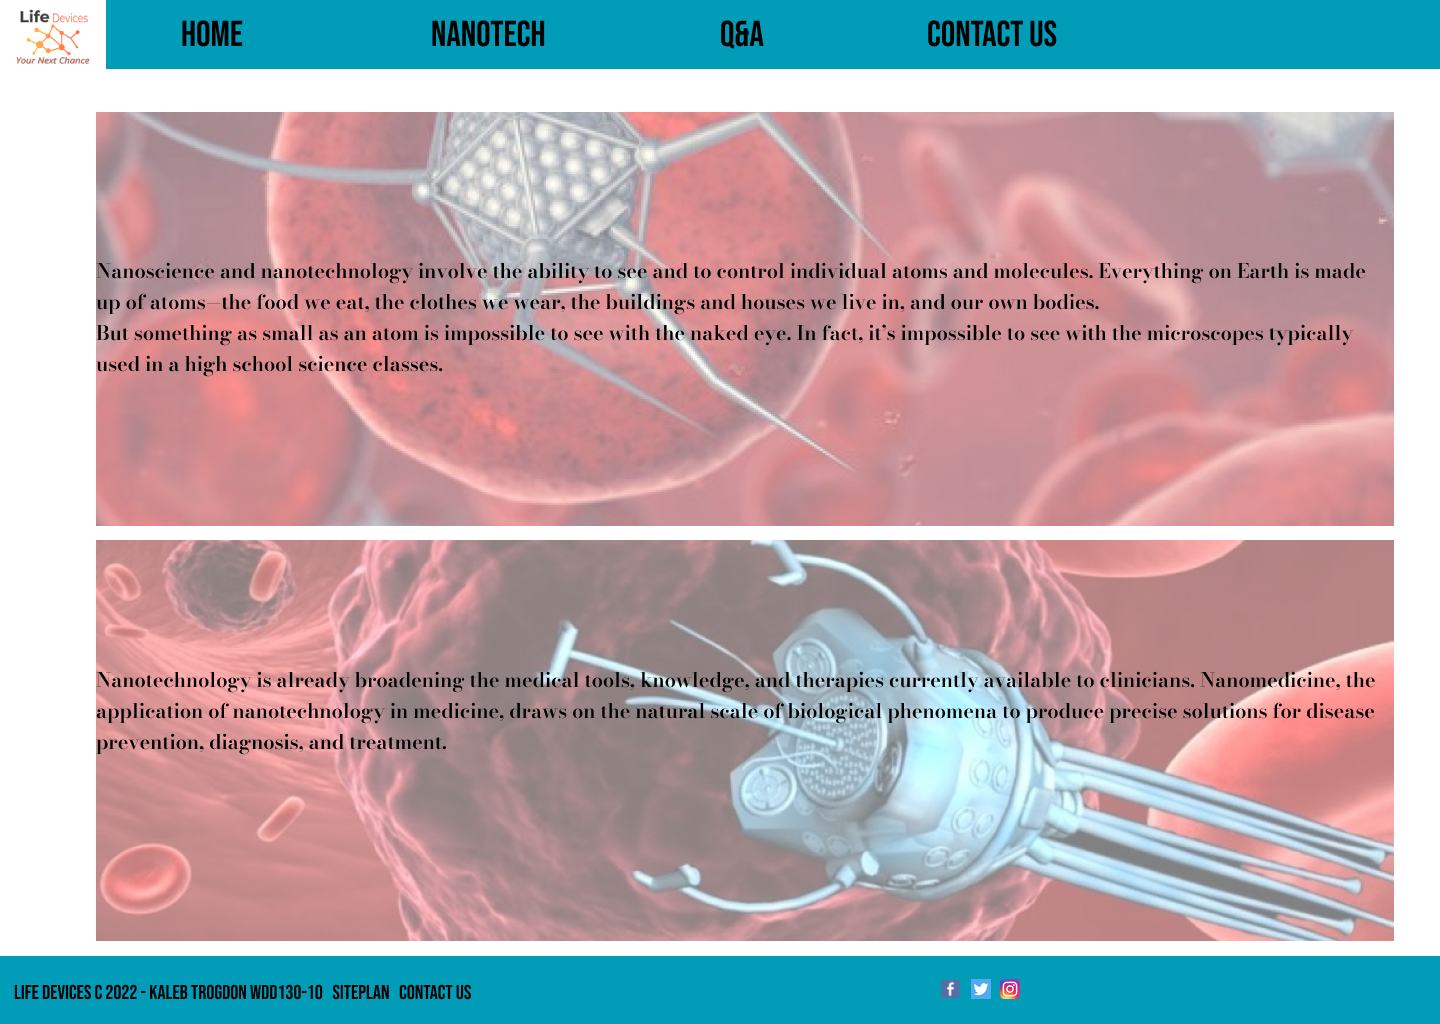 Life Devices
Your Next Chance
HOME
NANOTECH
Q&A
CONTACT US
Nanoscience and nanotechnology involve the ability to see and to control individual atoms and molecules. Everything on Earth is made
up of atoms—the food we eat, the clothes we wear, the buildings and houses we live in, and our own bodies.
But something as small as an atom is impossible to see with the naked eye. In fact, it's impossible to see with the microscopes typically
used in a high school science classes.
Nanotechnology is already broadening the medical tools, knowledge, and therapies currently available to clinicians. Nanomedicine, the
application of nanotechnology in medicine, draws on the natural scale of biological phenomena to produce precise solutions for disease
prevention, diagnosis, and treatment.
LIFE DEVICES C 2022 - KALEB TROGDON WDD130-10 SITEPLAN CONTACT US